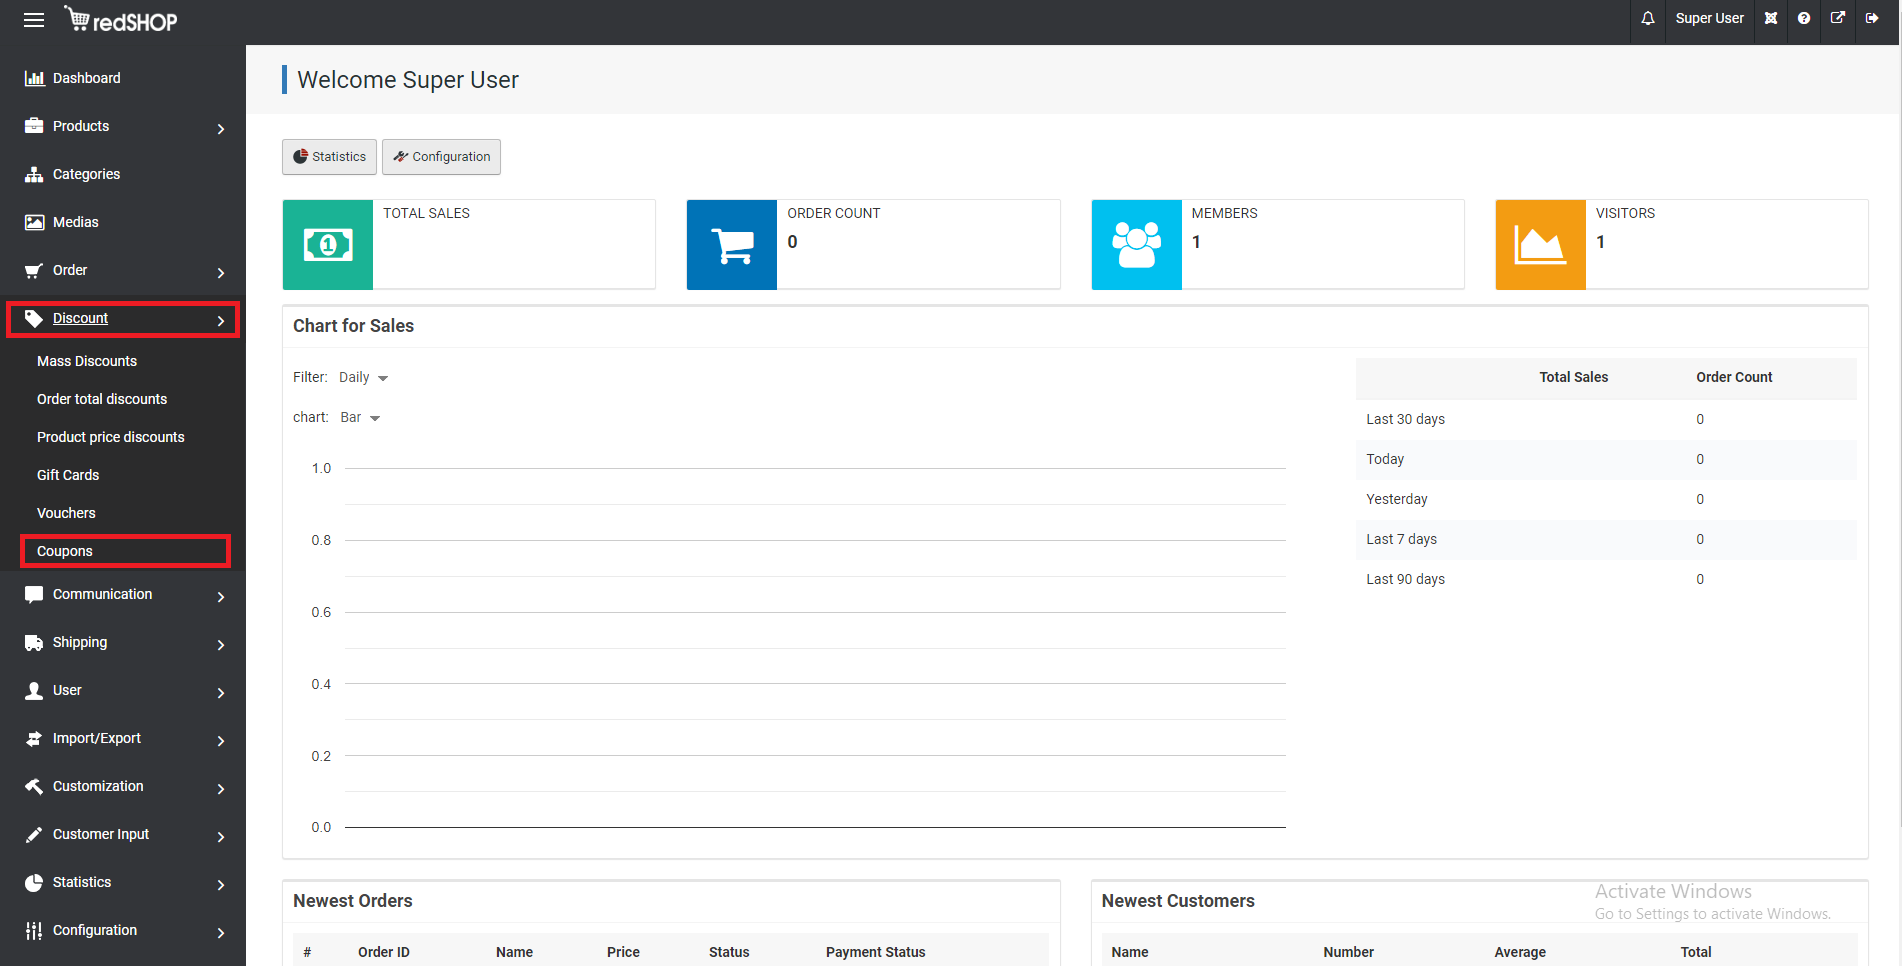 redSHOP
Super User
Dashboard
Products
Categories
Medias
Order
Discount
Mass Discounts
Order total discounts
Product price discounts
Gift Cards
Vouchers
Coupons
Communication
Shipping
User
Import/Export
Customization
Customer Input
Statistics
Configuration
Welcome Super User
Statistics
Configuration
TOTAL SALES
ORDER COUNT
0
MEMBERS
1
VISITORS
1
Chart for Sales
Filter: Daily
chart: Bar
1.0
0.8
0.6
0.4
0.2
0.0
Total Sales Order Count
Last 30 days 0
Today 0
Yesterday 0
Last 7 days 0
Last 90 days 0
Newest Orders
# Order ID Name Price Status Payment Status
Newest Customers
Name Number Average Total
Activate Windows
Go to Settings to activate Windows.